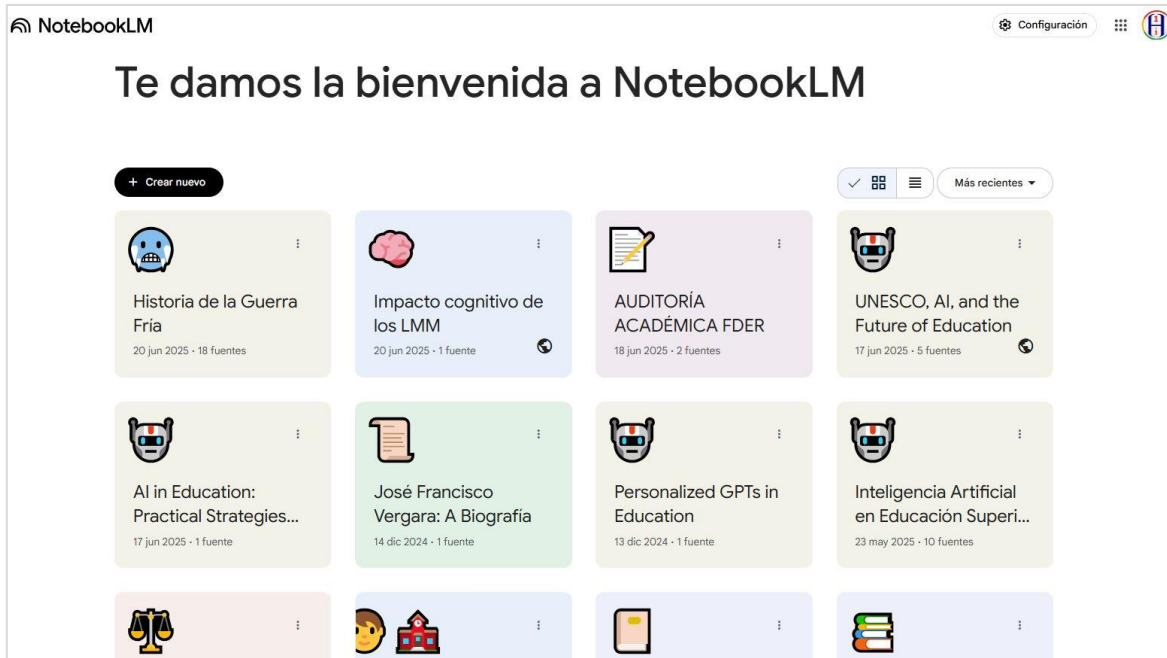 NotebookLM
Configuración
Te damos la bienvenida a NotebookLM
+ Crear nuevo
Más recientes
Historia de la Guerra
Fría
20 jun 2025 · 18 fuentes
Impacto cognitivo de
los LMM
20 jun 2025 · 1 fuente
AUDITORÍA
ACADÉMICA FDER
18 jun 2025 · 2 fuentes
UNESCO, AI, and the
Future of Education
17 jun 2025 · 5 fuentes
AI in Education:
Practical Strategies...
17 jun 2025 · 1 fuente
José Francisco
Vergara: A Biografía
14 dic 2024 · 1 fuente
Personalized GPTs in
Education
13 dic 2024 · 1 fuente
Inteligencia Artificial
en Educación Superi...
23 may 2025 · 10 fuentes